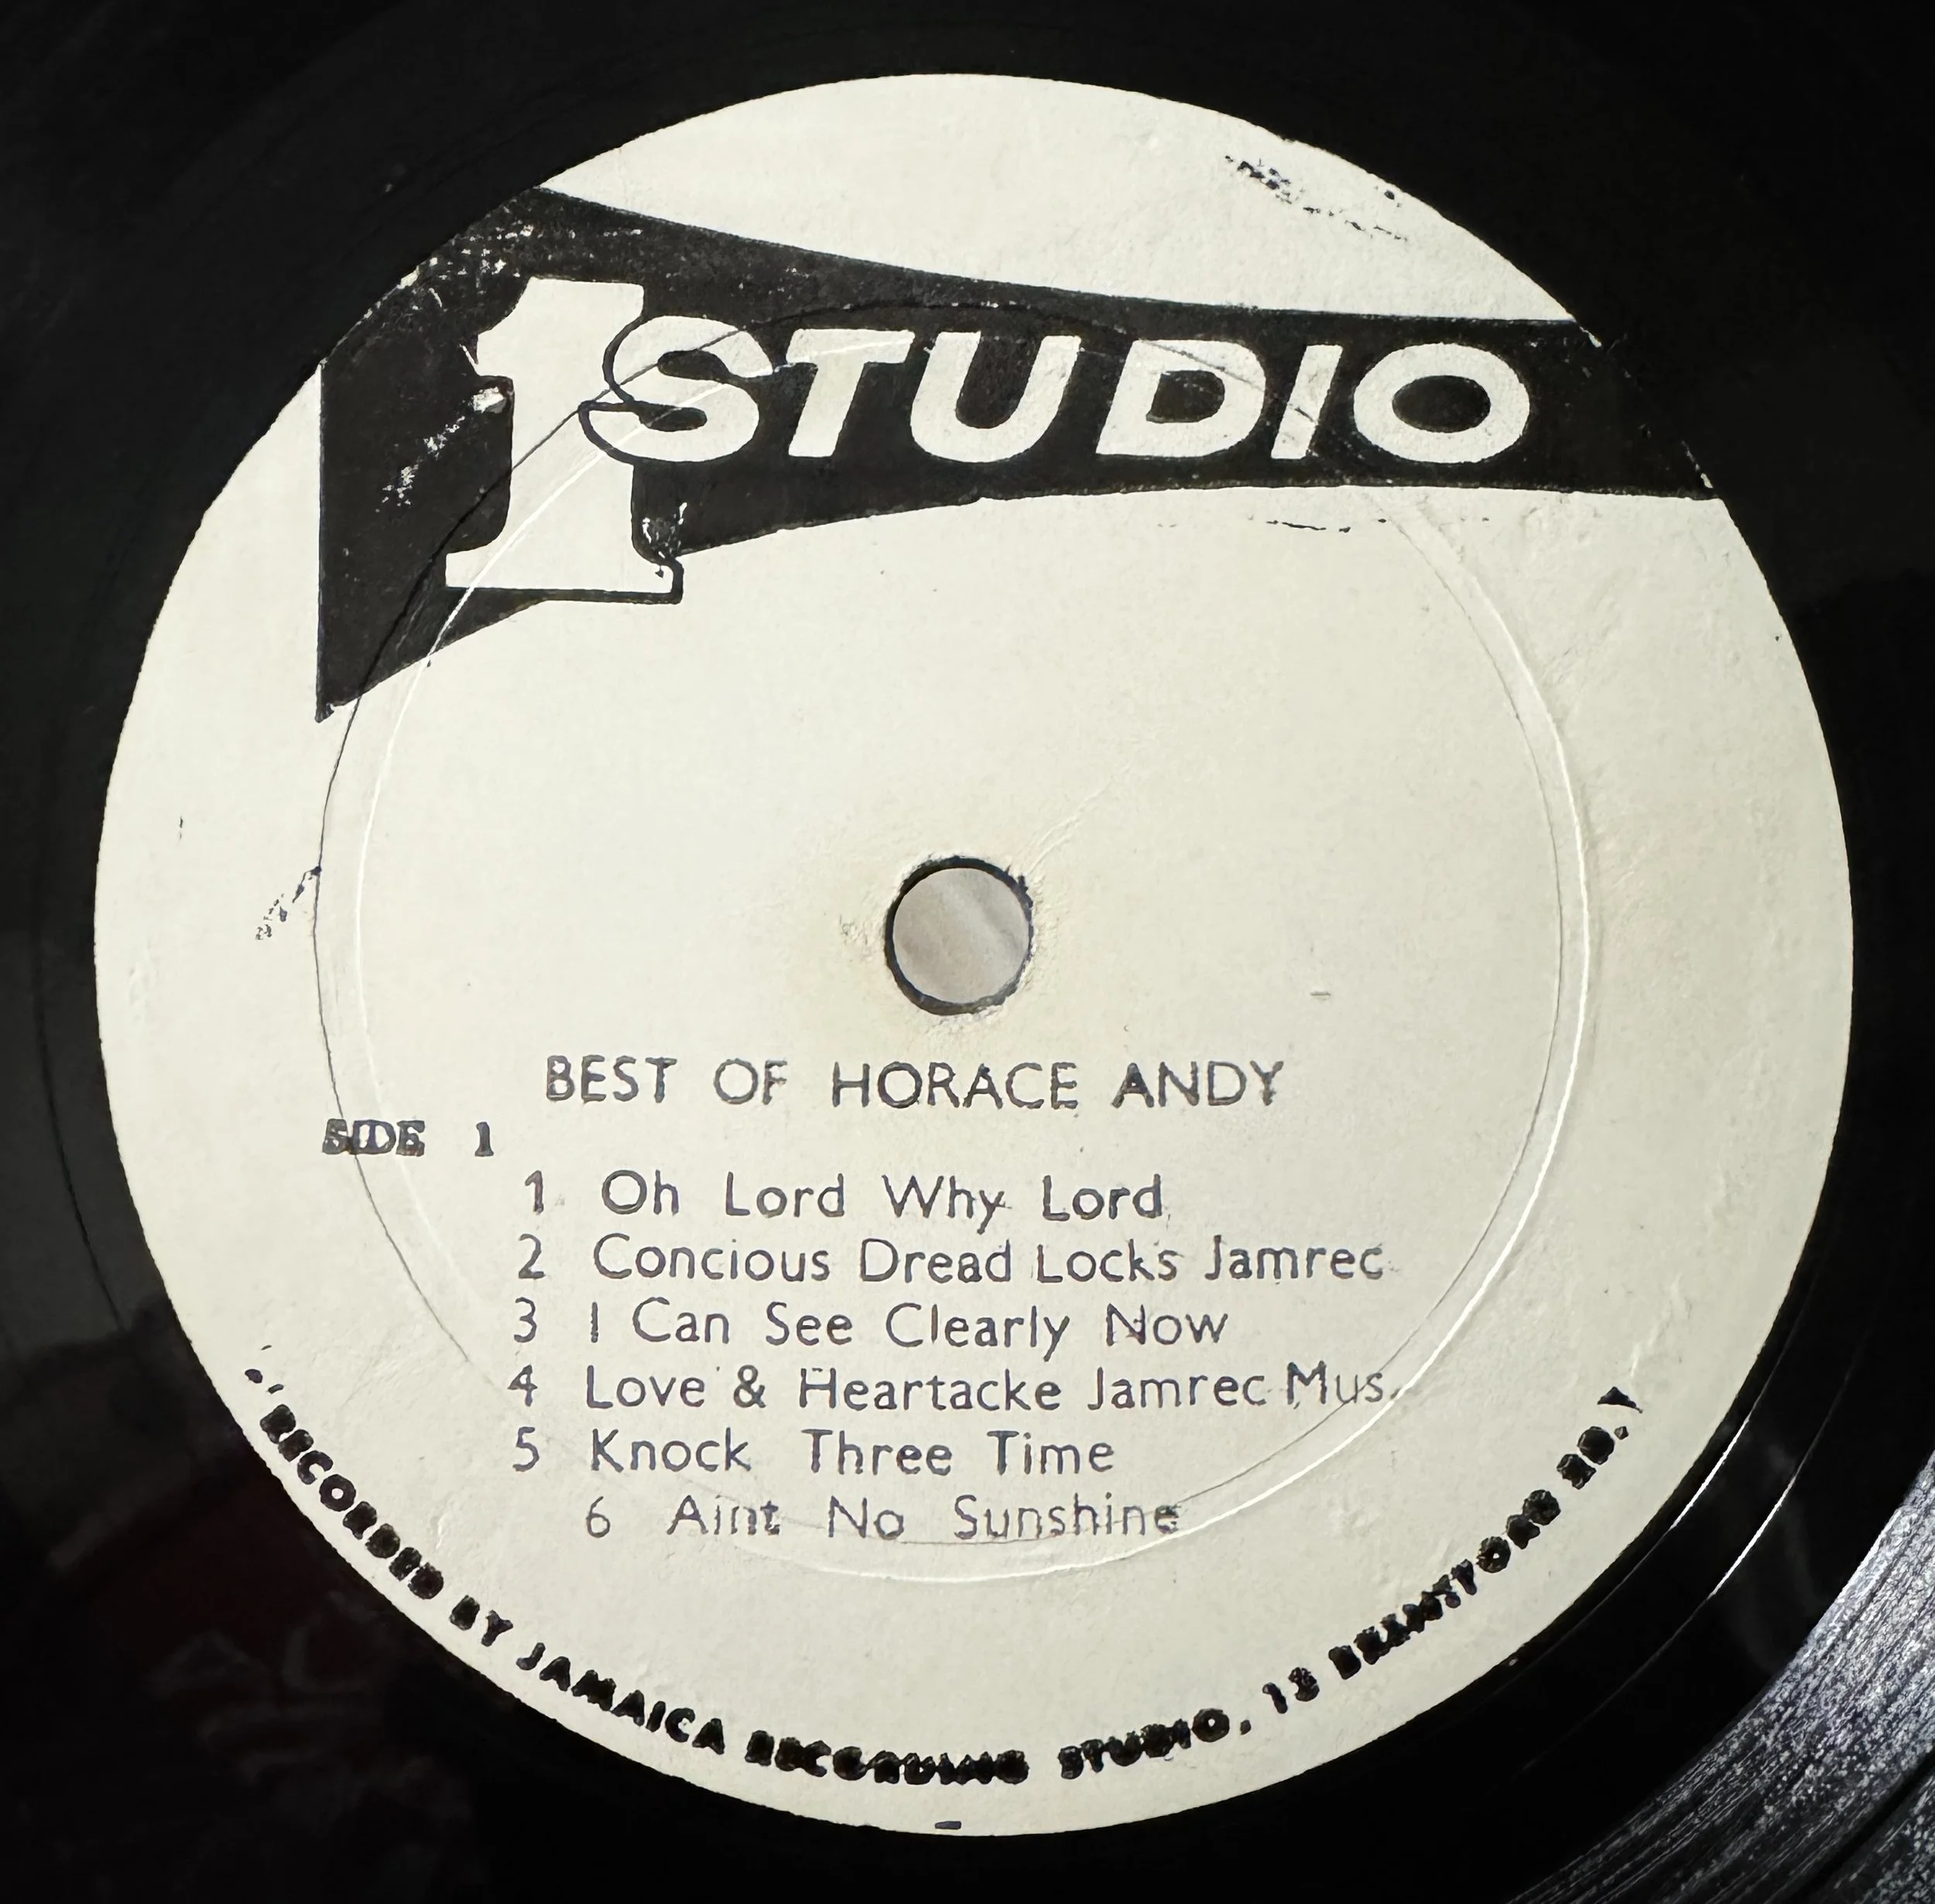 1 STUDIO
BEST OF HORACE ANDY
SIDE 1
1 Oh Lord Why Lord
2 Concious Dread Locks Jamrec
3 I Can See Clearly Now
4 Love & Heartacke Jamrec Mus.
5 Knock Three Time
6 Aint No Sunshine
RECORDED BY JAMAICA RECORDING STUDIO. 13 BRANTFORD RD.